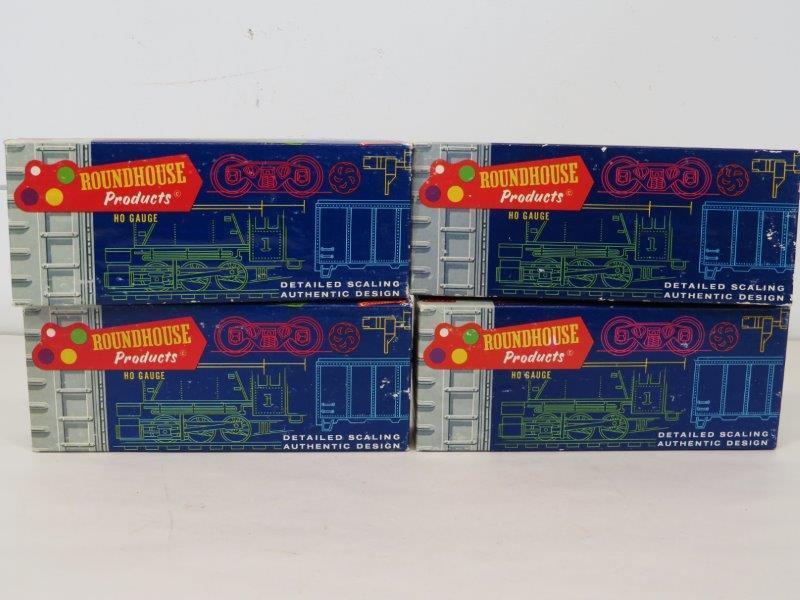 ROUNDHOUSE
Products ©
HO GAUGE
1
DETAILED SCALING
AUTHENTIC DESIGN
ROUNDHOUSE
Products ©
HO GAUGE
1
DETAILED SCALING
AUTHENTIC DESIGN
ROUNDHOUSE
Products ©
HO GAUGE
1
DETAILED SCALING
AUTHENTIC DESIGN
ROUNDHOUSE
Products ©
HO GAUGE
1
DETAILED SCALING
AUTHENTIC DESIGN